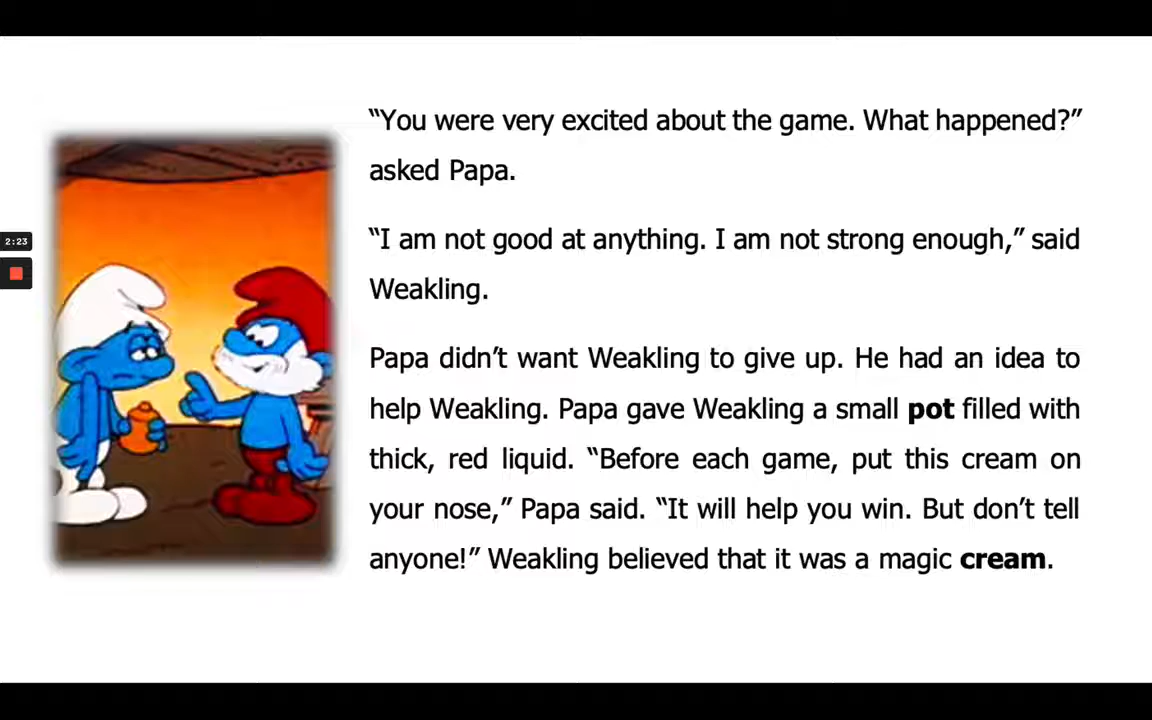 “You were very excited about the game. What happened?”
asked Papa.
“I am not good at anything. I am not strong enough,” said
Weakling.
Papa didn’t want Weakling to give up. He had an idea to
help Weakling. Papa gave Weakling a small pot filled with
thick, red liquid. “Before each game, put this cream on
your nose,” Papa said. “It will help you win. But don’t tell
anyone!” Weakling believed that it was a magic cream.
2:23